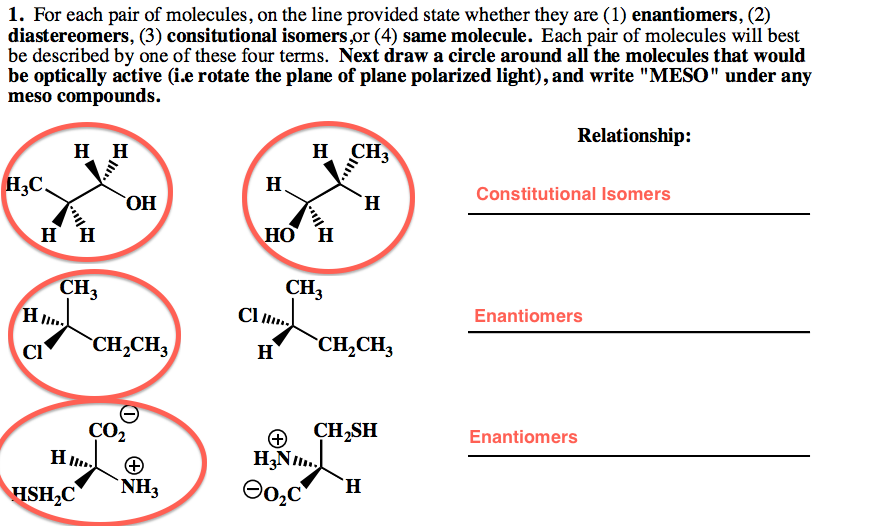 1. For each pair of molecules, on the line provided state whether they are (1) enantiomers, (2)
diastereomers, (3) consitutional isomers,or (4) same molecule. Each pair of molecules will best
be described by one of these four terms. Next draw a circle around all the molecules that would
be optically active (i.e rotate the plane of plane polarized light), and write "MESO" under any
meso compounds.
Relationship:
H H
H₃C
OH
H H
H CH₃
H
H
HO H
Constitutional Isomers
CH₃
H
Cl
CH₂CH₃
CH₃
Cl
H
CH₂CH₃
Enantiomers
CO₂ ⊖
H
HSH₂C
⊕
NH₃
CH₂SH
⊕
H₃N
⊖O₂C
H
Enantiomers